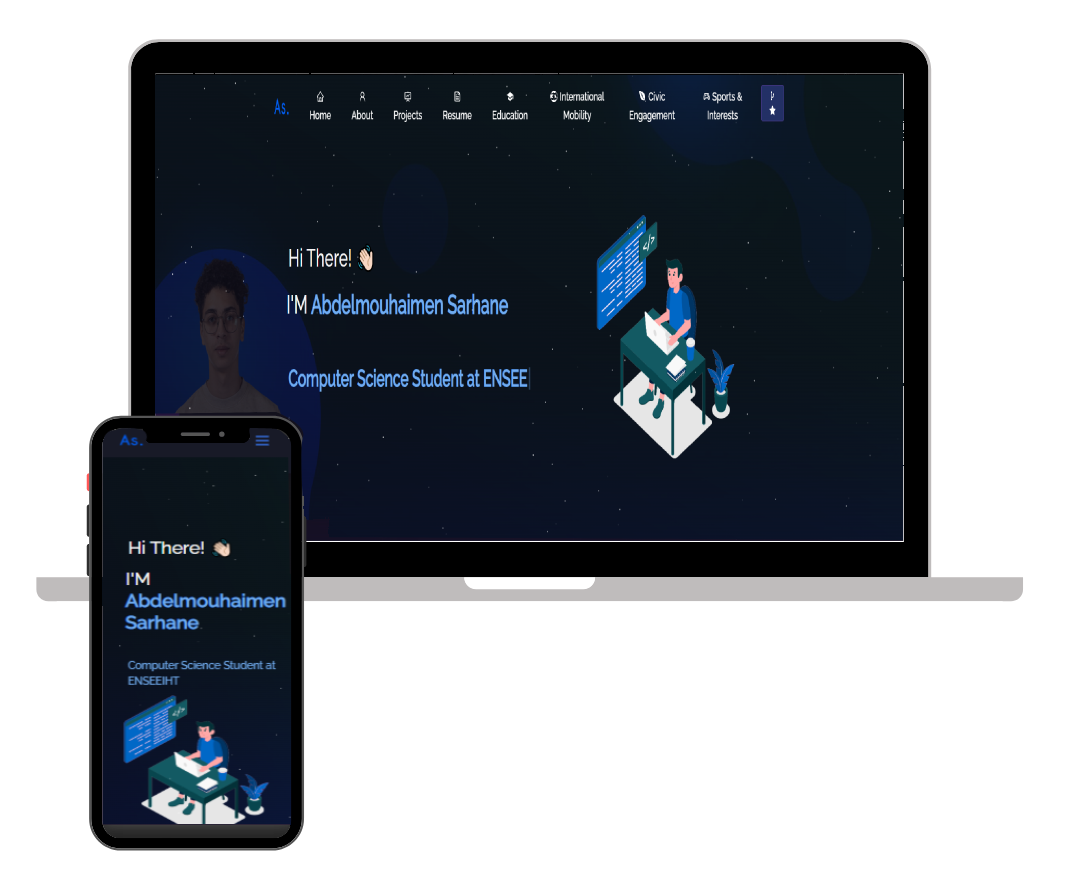 As.
Home
About
Projects
Resume
Education
International
Mobility
Civic
Engagement
Sports &
Interests
Hi There! 👋🏻
I'M Abdelmouhaimen Sarhane
Computer Science Student at ENSEE|
</>
As.
Hi There! 👋🏻
I'M
Abdelmouhaimen
Sarhane
Computer Science Student at
ENSEEIHT
</>